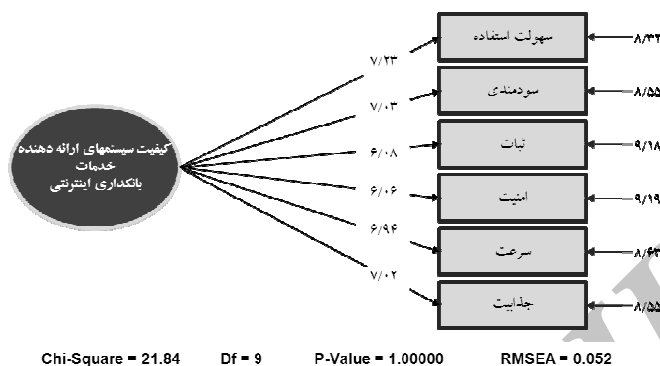 سهولت استفاده
۸/۳۲
۷/۲۳
سودمندی
۸/۵۵
۷/۰۳
ثبات
۹/۱۸
۶/۰۸
کیفیت سیستمهای ارائه دهنده
خدمات
بانکداری اینترنتی
امنیت
۹/۱۹
۶/۰۶
سرعت
۸/۶۳
۶/۹۴
جذابیت
۸/۵۵
۷/۰۲
Chi-Square = 21.84 Df = 9 P-Value = 1.00000 RMSEA = 0.052